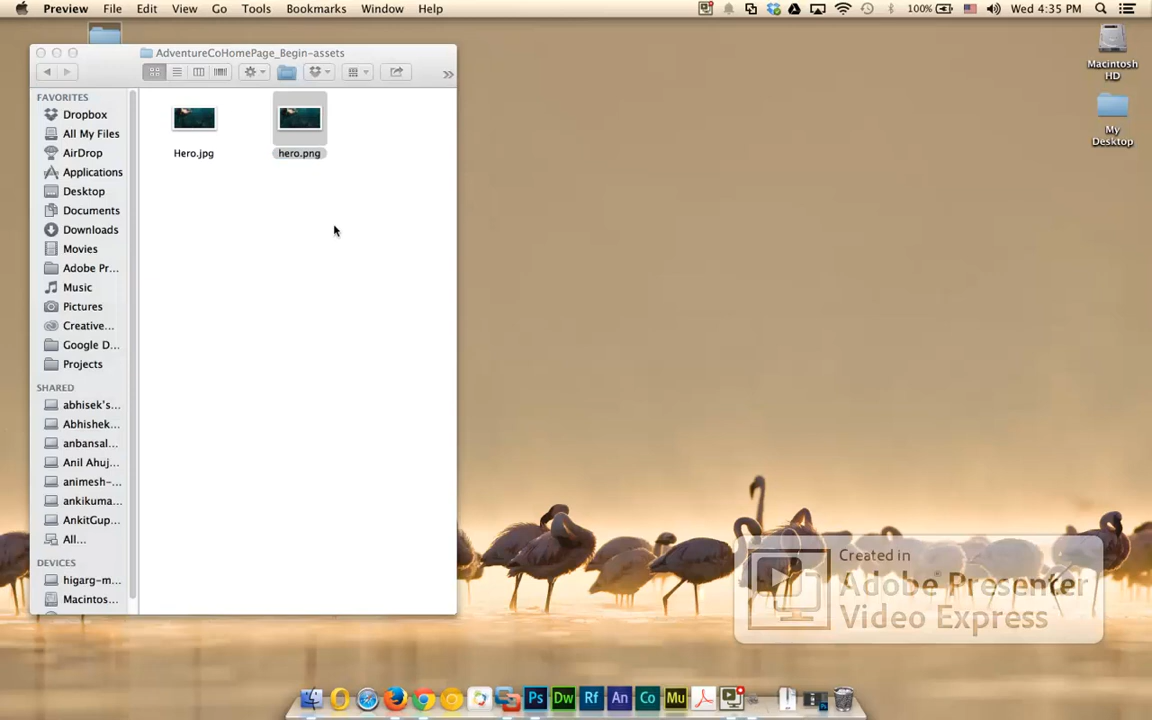 Preview File Edit View Go Tools Bookmarks Window Help
100% Wed 4:35 PM
AdventureCoHomePage_Begin-assets
FAVORITES
Dropbox
All My Files
AirDrop
Applications
Desktop
Documents
Downloads
Movies
Adobe Pr...
Music
Pictures
Creative...
Google D...
Projects
SHARED
abhisek's...
Abhishek...
anbansal...
Anil Ahuj...
animesh-...
ankikuma...
AnkitGup...
All...
DEVICES
higarg-m...
Macintos...
Hero.jpg
hero.png
Macintosh
HD
My
Desktop
Created in
Adobe Presenter
Video Express
Ps Dw Rf An Co Mu